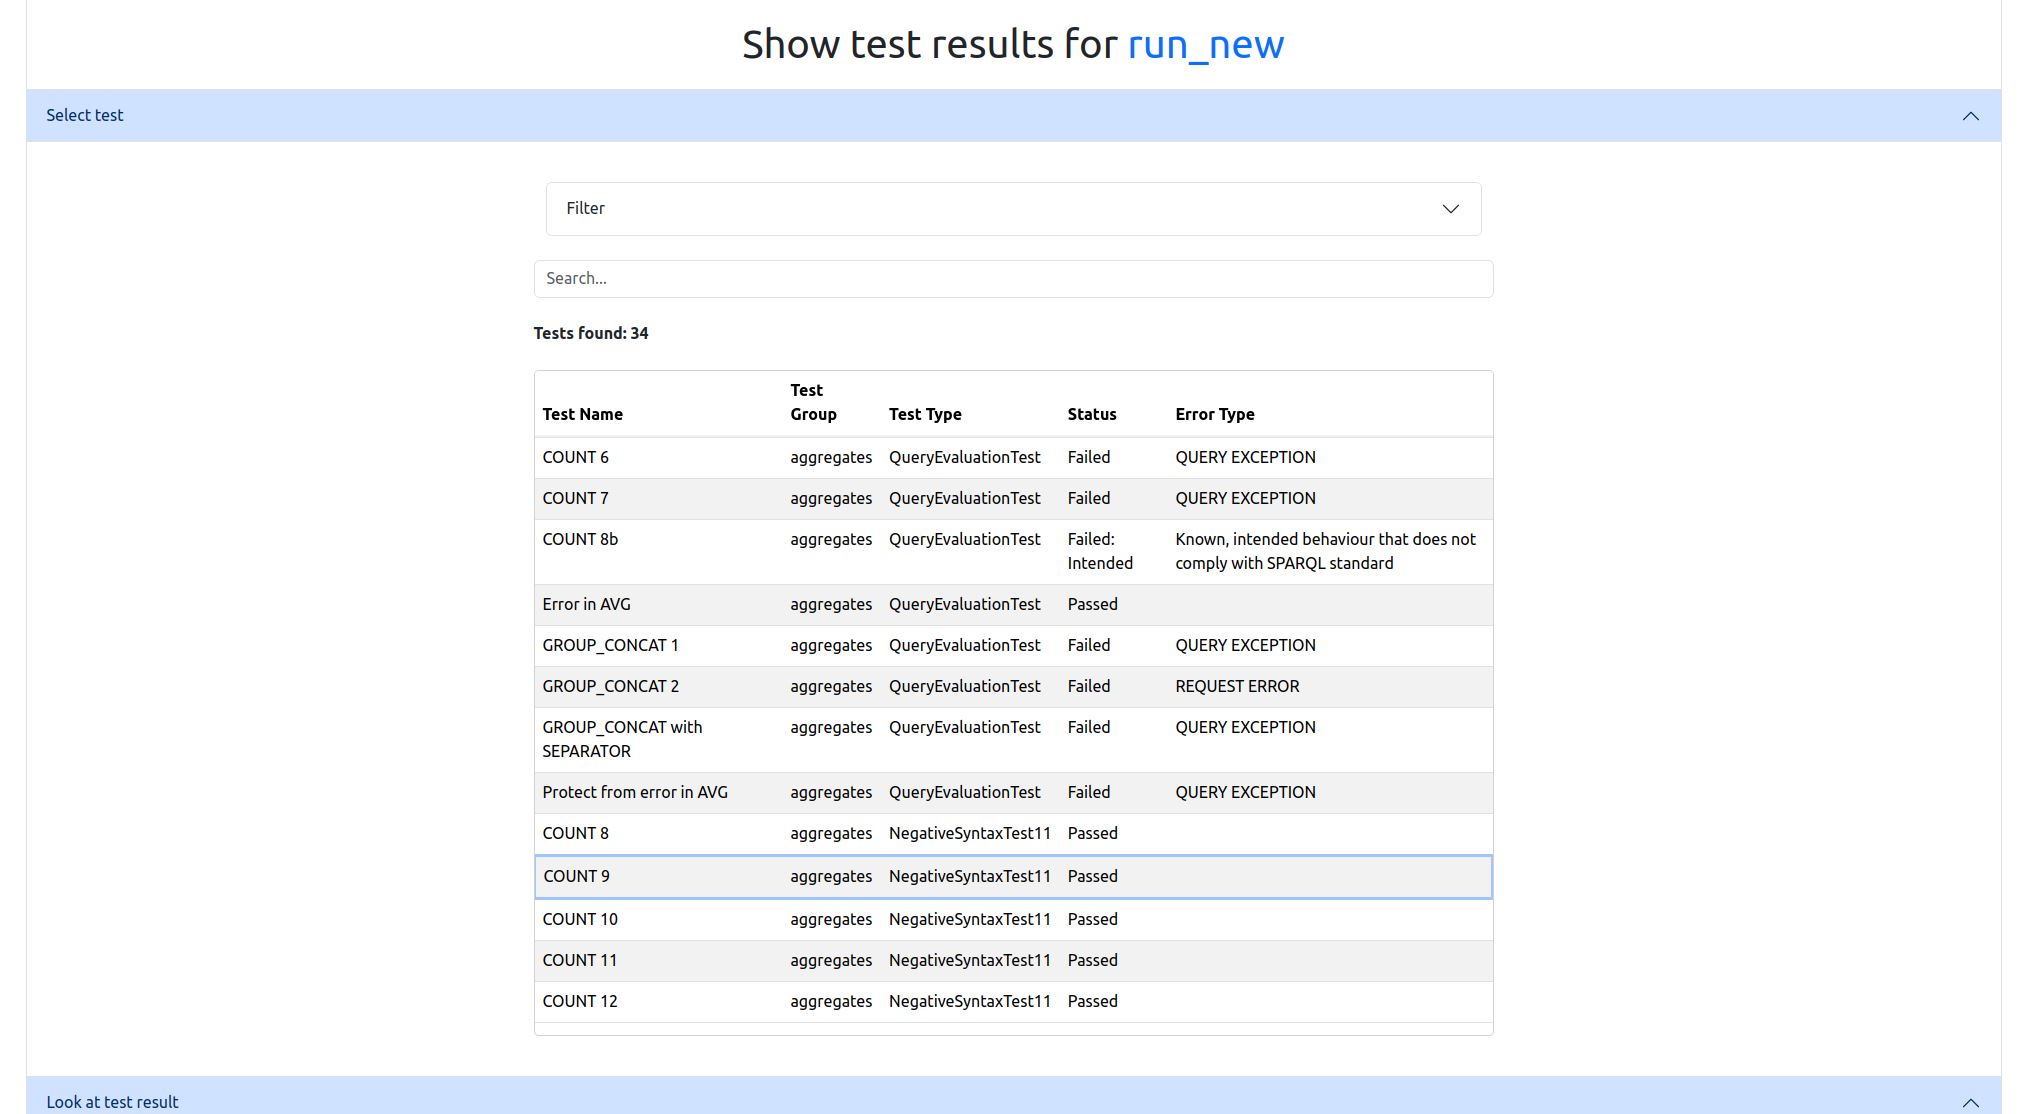 Show test results for run_new
Select test
Filter
Search...
Tests found: 34
Test Name Test Group Test Type Status Error Type
COUNT 6 aggregates QueryEvaluationTest Failed QUERY EXCEPTION
COUNT 7 aggregates QueryEvaluationTest Failed QUERY EXCEPTION
COUNT 8b aggregates QueryEvaluationTest Failed: Intended Known, intended behaviour that does not comply with SPARQL standard
Error in AVG aggregates QueryEvaluationTest Passed
GROUP_CONCAT 1 aggregates QueryEvaluationTest Failed QUERY EXCEPTION
GROUP_CONCAT 2 aggregates QueryEvaluationTest Failed REQUEST ERROR
GROUP_CONCAT with SEPARATOR aggregates QueryEvaluationTest Failed QUERY EXCEPTION
Protect from error in AVG aggregates QueryEvaluationTest Failed QUERY EXCEPTION
COUNT 8 aggregates NegativeSyntaxTest11 Passed
COUNT 9 aggregates NegativeSyntaxTest11 Passed
COUNT 10 aggregates NegativeSyntaxTest11 Passed
COUNT 11 aggregates NegativeSyntaxTest11 Passed
COUNT 12 aggregates NegativeSyntaxTest11 Passed
Look at test result